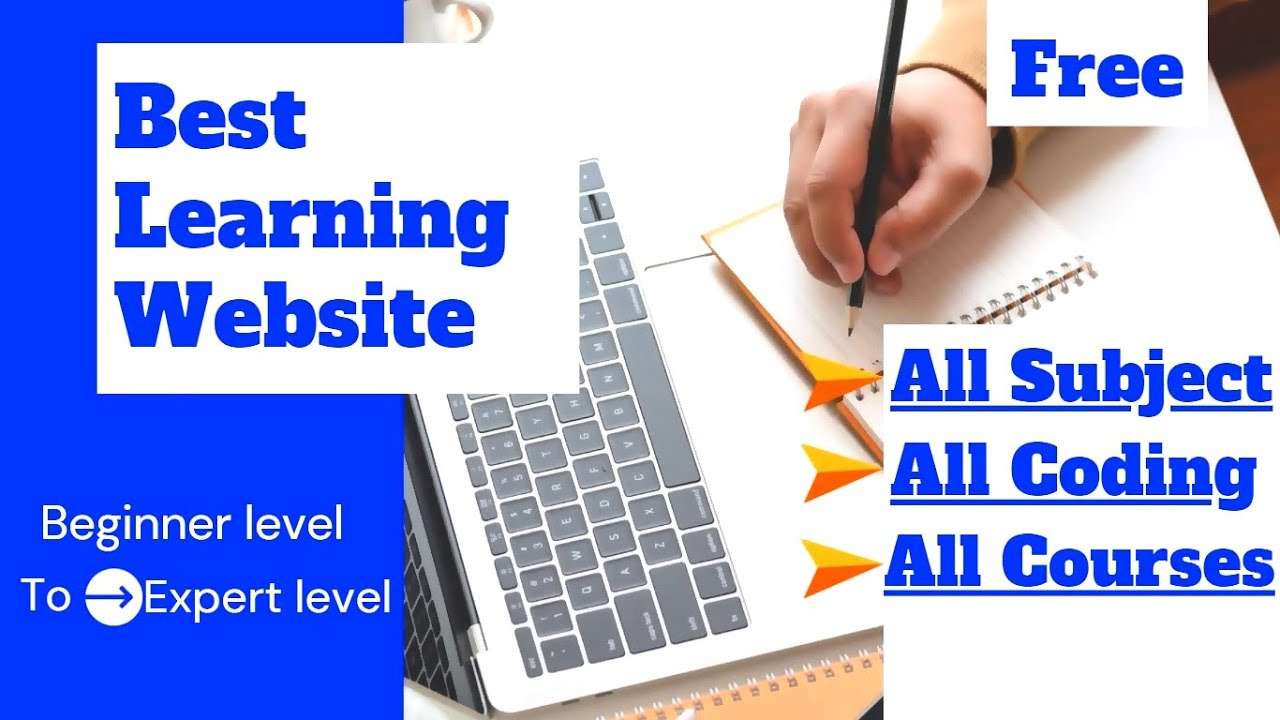 Best
Learning
Website
Free
All Subject
All Coding
All Courses
Beginner level
To → Expert level